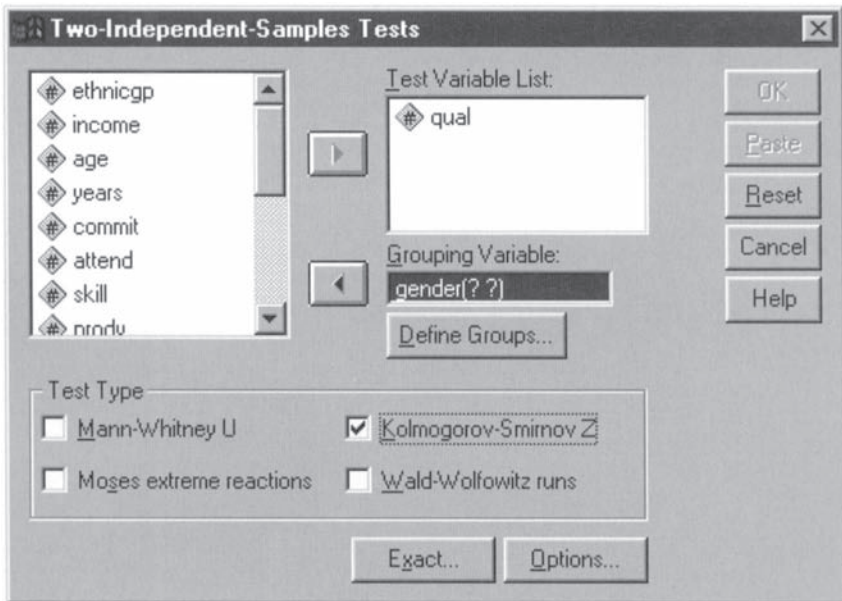 Two-Independent-Samples Tests
ethnicgp
income
age
years
commit
attend
skill
prody
Test Variable List:
qual
Grouping Variable:
gender(? ?)
Define Groups...
OK
Paste
Reset
Cancel
Help
Test Type
Mann-Whitney U
Kolmogorov-Smirnov Z
Moses extreme reactions
Wald-Wolfowitz runs
Exact...
Options...